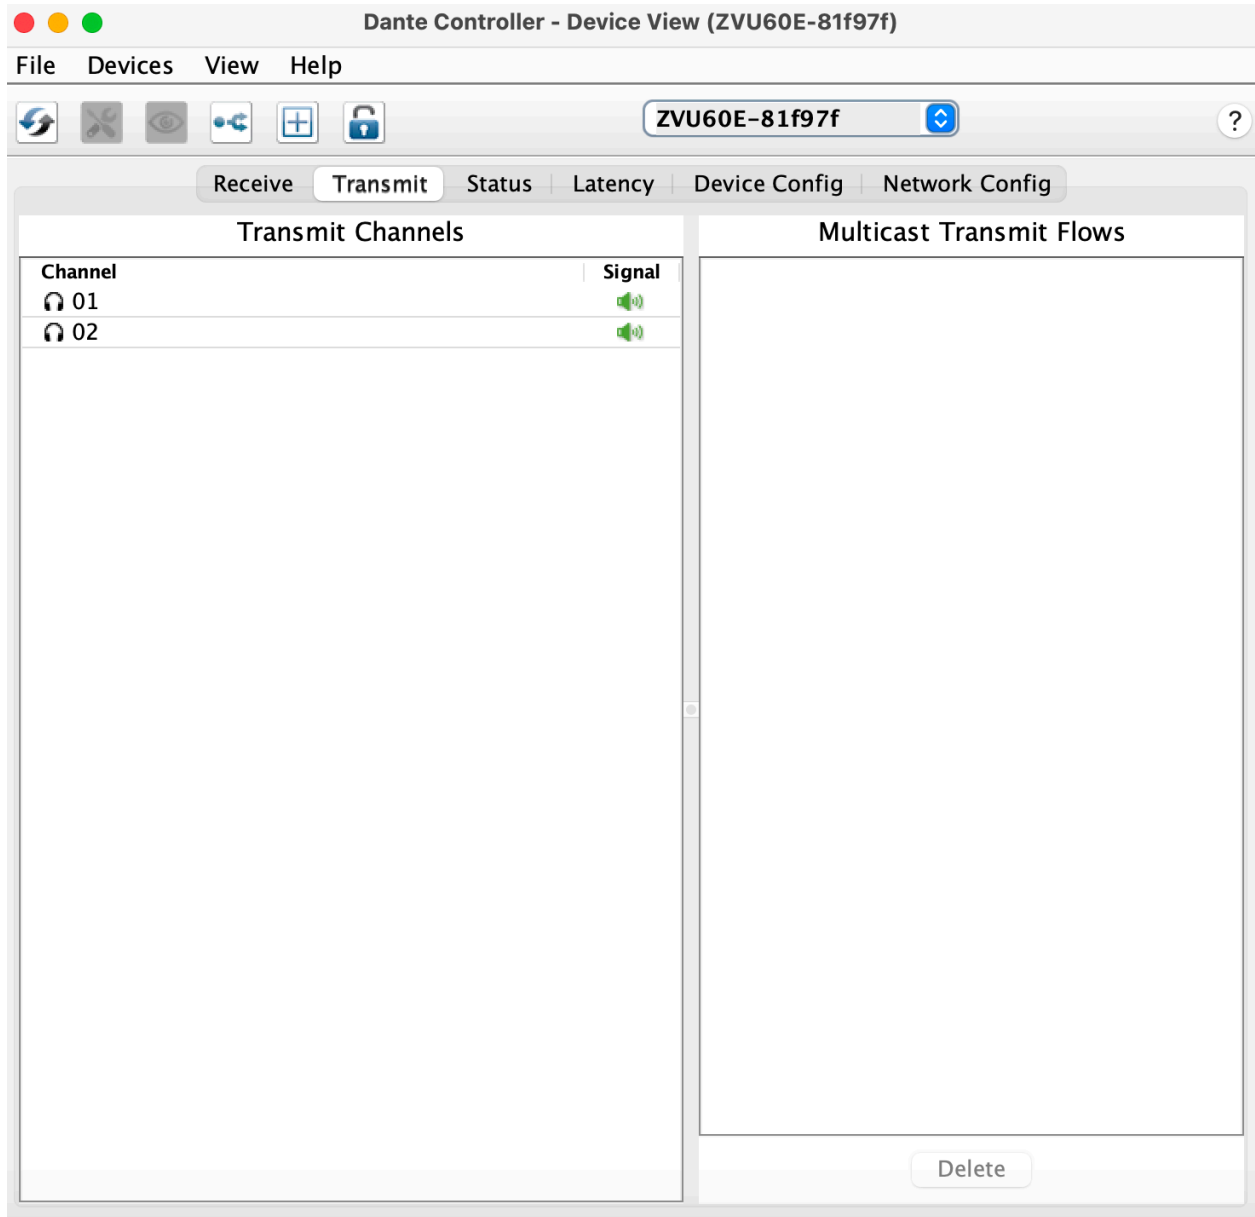 Dante Controller - Device View (ZVU60E-81f97f)
File Devices View Help
ZVU60E-81f97f
?
Receive Transmit Status Latency Device Config Network Config
Transmit Channels
Channel Signal
01
02
Multicast Transmit Flows
Delete